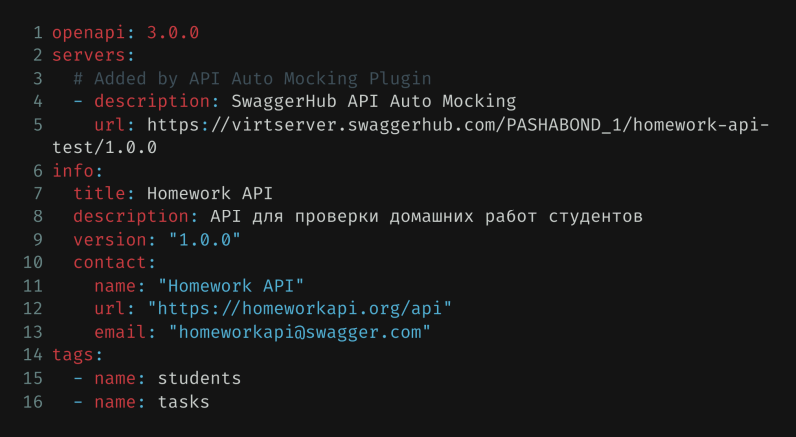 1 openapi: 3.0.0
2 servers:
3   # Added by API Auto Mocking Plugin
4   - description: SwaggerHub API Auto Mocking
5     url: https://virtserver.swaggerhub.com/PASHABOND_1/homework-api-
test/1.0.0
6 info:
7   title: Homework API
8   description: API для проверки домашних работ студентов
9   version: "1.0.0"
10   contact:
11     name: "Homework API"
12     url: "https://homeworkapi.org/api"
13     email: "homeworkapi@swagger.com"
14 tags:
15   - name: students
16   - name: tasks